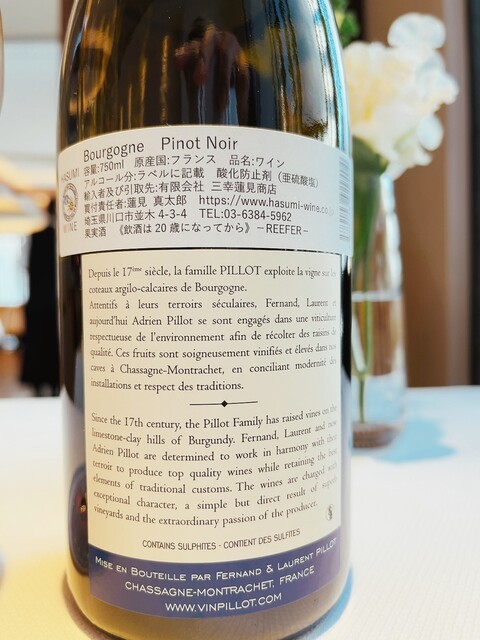 HASUMI WINE
Bourgogne Pinot Noir
容量:750ml 原産国:フランス 品名:ワイン
アルコール分:ラベルに記載 酸化防止剤（亜硫酸塩）
輸入者及び引取先:有限会社 三幸蓮見商店
買付責任者:蓮見 真太郎 https://www.hasumi-wine.co
埼玉県川口市並木 4-3-4 TEL:03-6384-5962
果実酒 《飲酒は 20 歳になってから》 －REEFER－
Depuis le 17ème siècle, la famille PILLOT exploite la vigne sur les
coteaux argilo-calcaires de Bourgogne.
Attentifs à leurs terroirs séculaires, Fernand, Laurent et
aujourd'hui Adrien Pillot se sont engagés dans une viticulture
respectueuse de l'environnement afin de récolter des raisins de
qualité. Ces fruits sont soigneusement vinifiés et élevés dans nos
caves à Chassagne-Montrachet, en conciliant modernité des
installations et respect des traditions.
Since the 17th century, the Pillot Family has raised vines on the
limestone-clay hills of Burgundy. Fernand, Laurent and now
Adrien Pillot are determined to work in harmony with their
terroir to produce top quality wines while retaining the best
elements of traditional customs. The wines are charged with
exceptional character, a simple but direct result of superb
vineyards and the extraordinary passion of the producer.
CONTAINS SULPHITES - CONTIENT DES SULFITES
MISE EN BOUTEILLE PAR FERNAND & LAURENT PILLOT
CHASSAGNE-MONTRACHET, FRANCE
WWW.VINPILLOT.COM